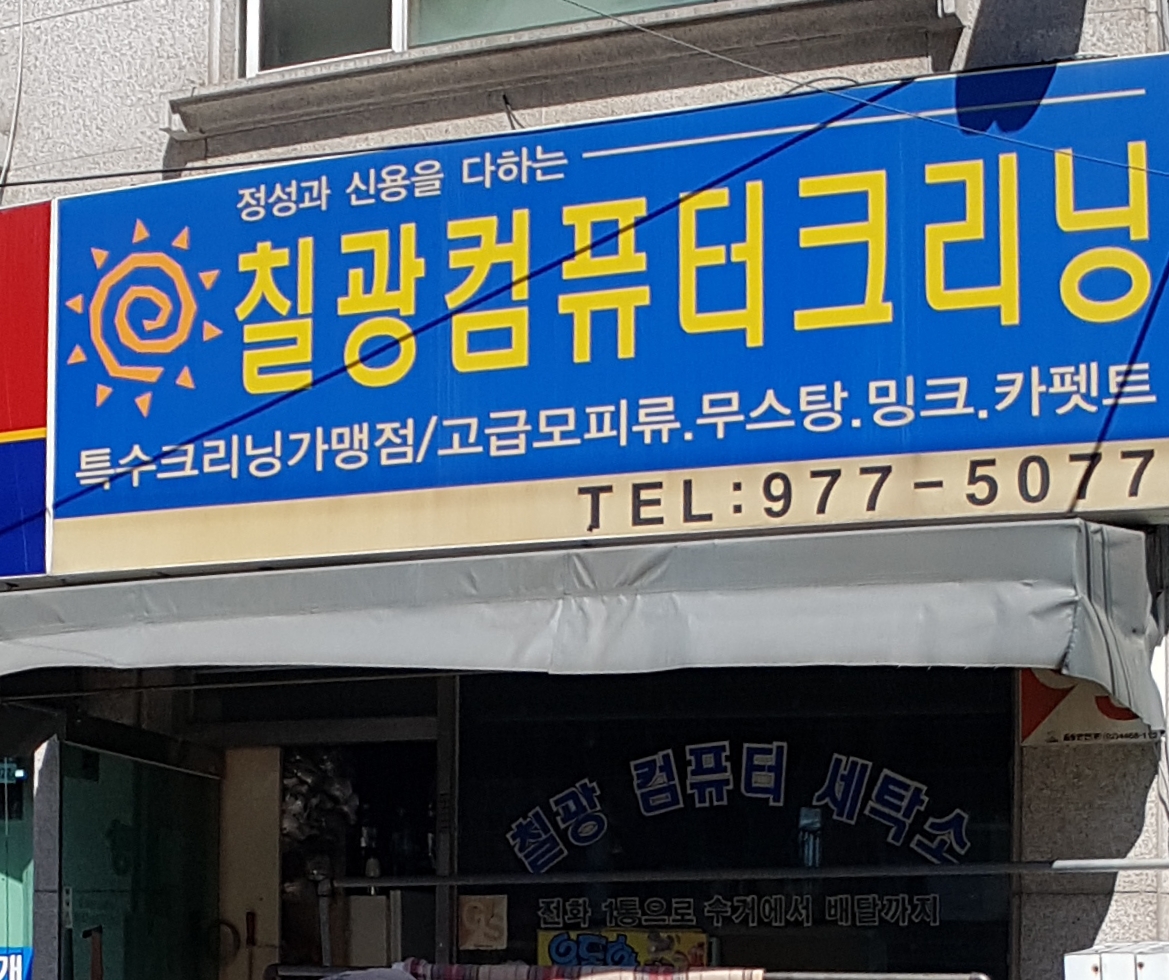 정성과 신용을 다하는
칠광컴퓨터크리닝
특수크리닝가맹점/고급모피류.무스탕.밍크.카펫트
TEL:977-5077
칠광 컴퓨터 세탁소
전화 1통으로 수거에서 배달까지